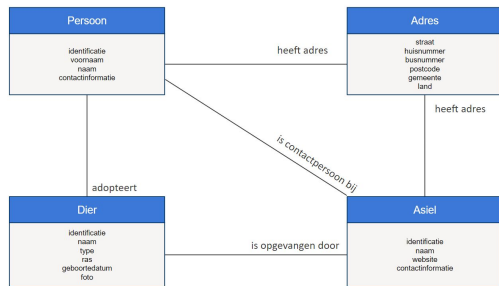 Persoon
identificatie
voornaam
naam
contactinformatie
heeft adres
Adres
straat
huisnummer
busnummer
postcode
gemeente
land
heeft adres
is contactpersoon bij
adopteert
Dier
identificatie
naam
type
ras
geboortedatum
foto
is opgevangen door
Asiel
identificatie
naam
website
contactinformatie